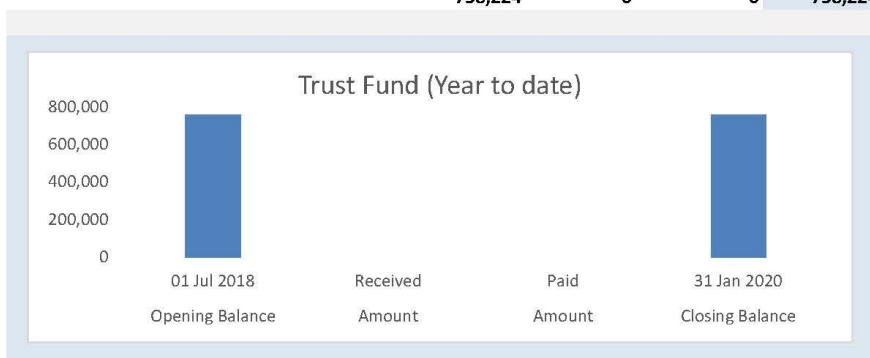 Trust Fund (Year to date)
800,000
600,000
400,000
200,000
0
01 Jul 2018 Received Paid 31 Jan 2020
Opening Balance Amount Amount Closing Balance